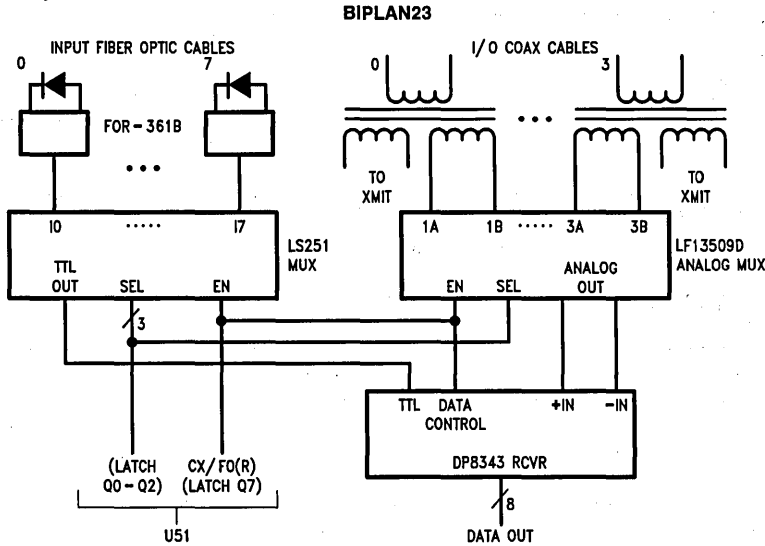 BIPLAN23
INPUT FIBER OPTIC CABLES
I/O COAX CABLES
0
7
0
3
FOR-361B
•••
•••
TO
XMIT
TO
XMIT
I0 ····· I7
1A 1B ····· 3A 3B
LS251
MUX
LF13509D
ANALOG MUX
TTL
OUT SEL EN
EN SEL ANALOG
OUT
3
TTL DATA
CONTROL
+IN -IN
DP8343 RCVR
(LATCH
Q0-Q2)
CX/FO(R)
(LATCH Q7)
8
U51
DATA OUT